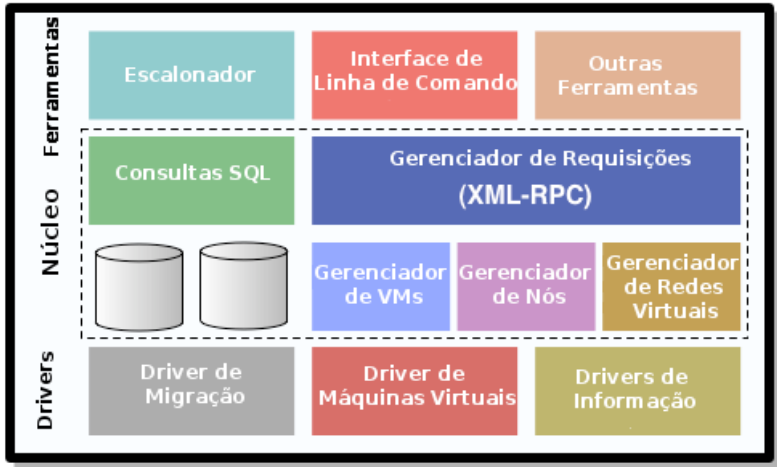 Ferramentas
Escalonador
Interface de
Linha de Comando
Outras
Ferramentas
Núcleo
Consultas SQL
Gerenciador de Requisições
(XML-RPC)
Gerenciador
de VMs
Gerenciador
de Nós
Gerenciador
de Redes
Virtuais
Drivers
Driver de
Migração
Driver de
Máquinas Virtuais
Drivers de
Informação